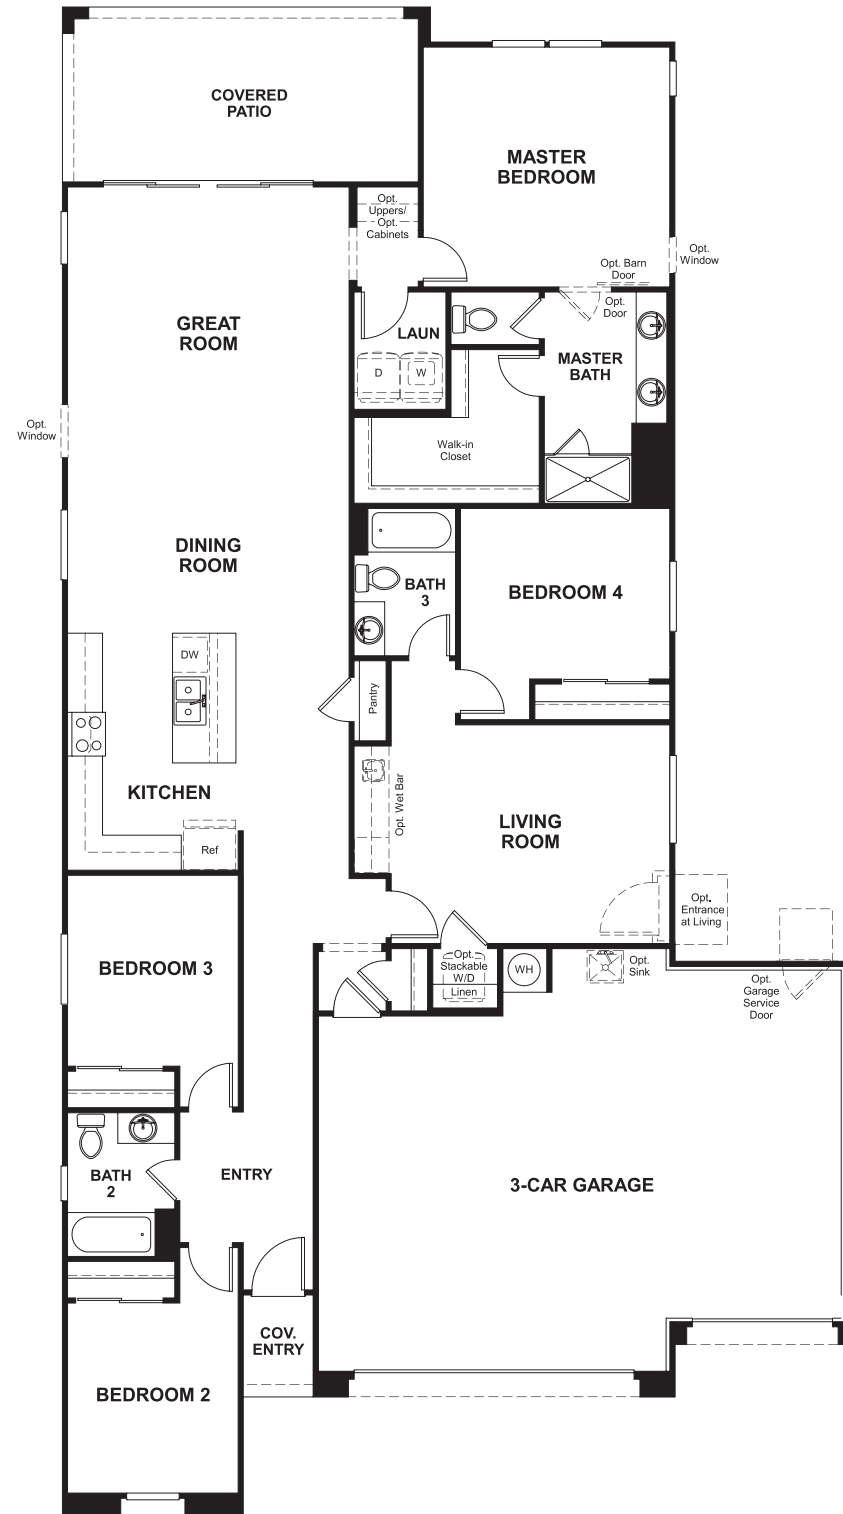 COVERED
PATIO
MASTER
BEDROOM
Opt.
Uppers/
Opt.
Cabinets
Opt.
Window
Opt. Barn
Door
Opt.
Door
GREAT
ROOM
LAUN
MASTER
BATH
D
W
Opt.
Window
Walk-in
Closet
DINING
ROOM
BATH
3
BEDROOM 4
DW
Pantry
KITCHEN
Opt. Wet Bar
LIVING
ROOM
Ref
Opt.
Entrance
at Living
BEDROOM 3
Opt.
Stackable
W/D
Linen
WH
Opt.
Sink
Opt.
Garage
Service
Door
BATH
2
ENTRY
3-CAR GARAGE
COV.
ENTRY
BEDROOM 2